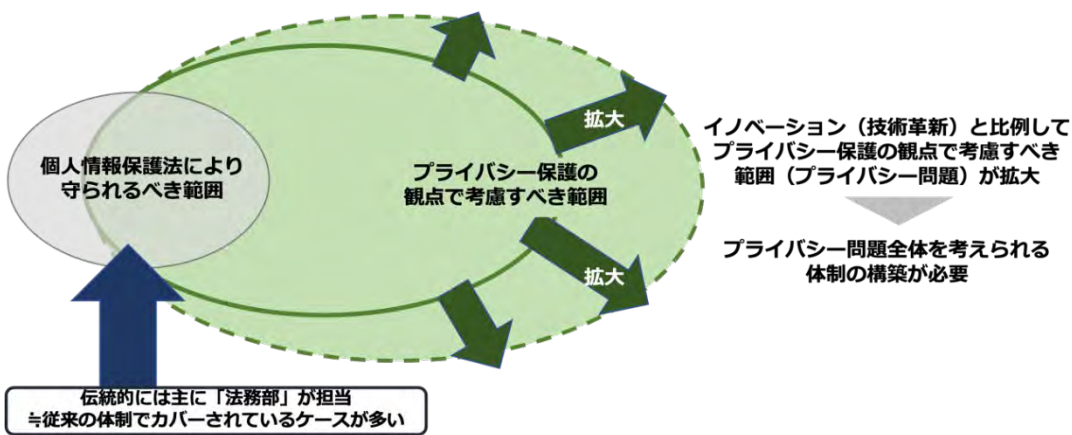 個人情報保護法により
守られるべき範囲
プライバシー保護の
観点で考慮すべき範囲
拡大
拡大
イノベーション（技術革新）と比例して
プライバシー保護の観点で考慮すべき
範囲（プライバシー問題）が拡大
プライバシー問題全体を考えられる
体制の構築が必要
伝統的には主に「法務部」が担当
≒従来の体制でカバーされているケースが多い